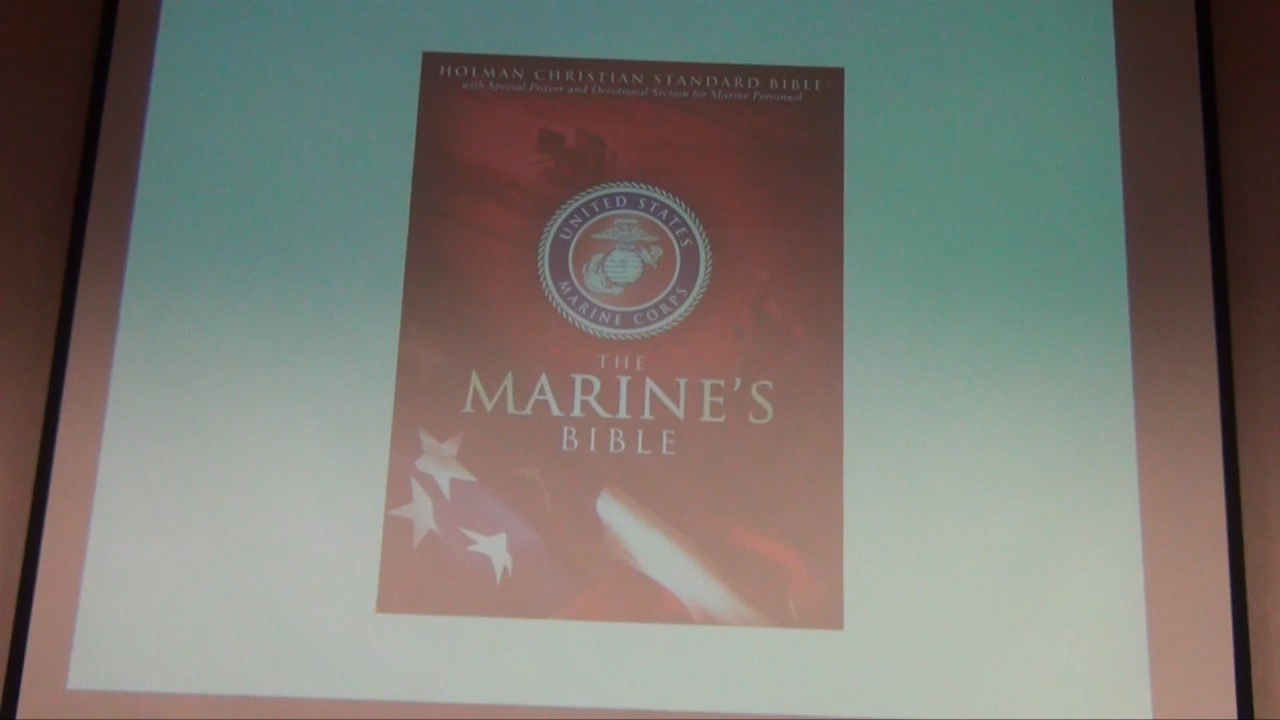 HOLMAN CHRISTIAN STANDARD BIBLE®
with Special Prayer and Devotional Section for Marine Personnel
UNITED STATES
MARINE CORPS
THE
MARINE'S
BIBLE